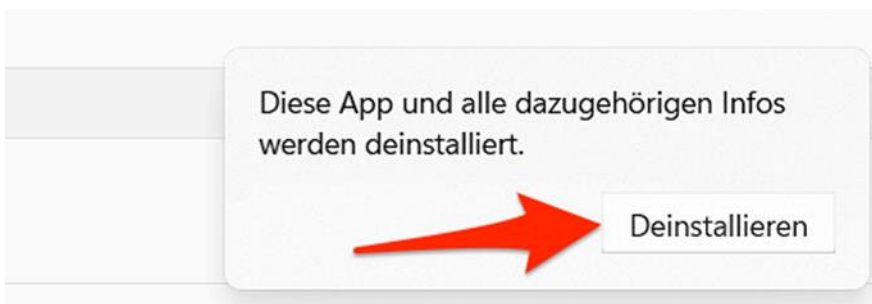 Diese App und alle dazugehörigen Infos
werden deinstalliert.
Deinstallieren